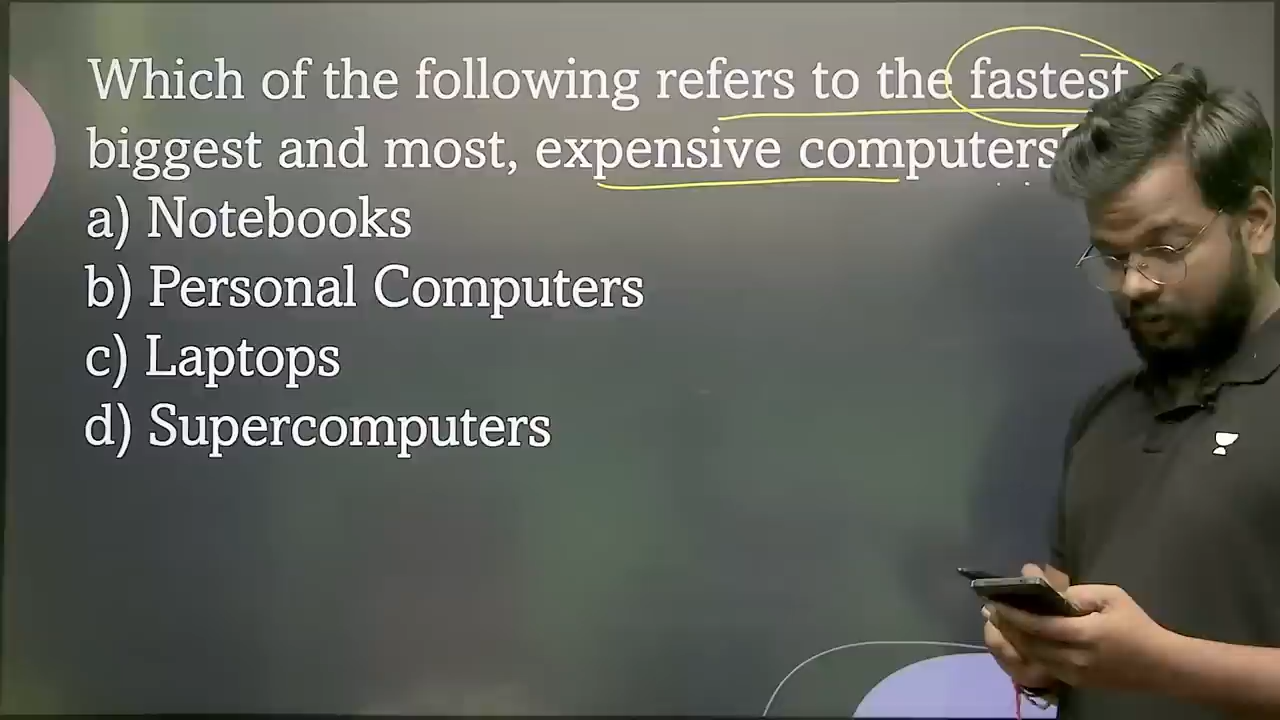 Which of the following refers to the fastest
biggest and most, expensive computers
a) Notebooks
b) Personal Computers
c) Laptops
d) Supercomputers